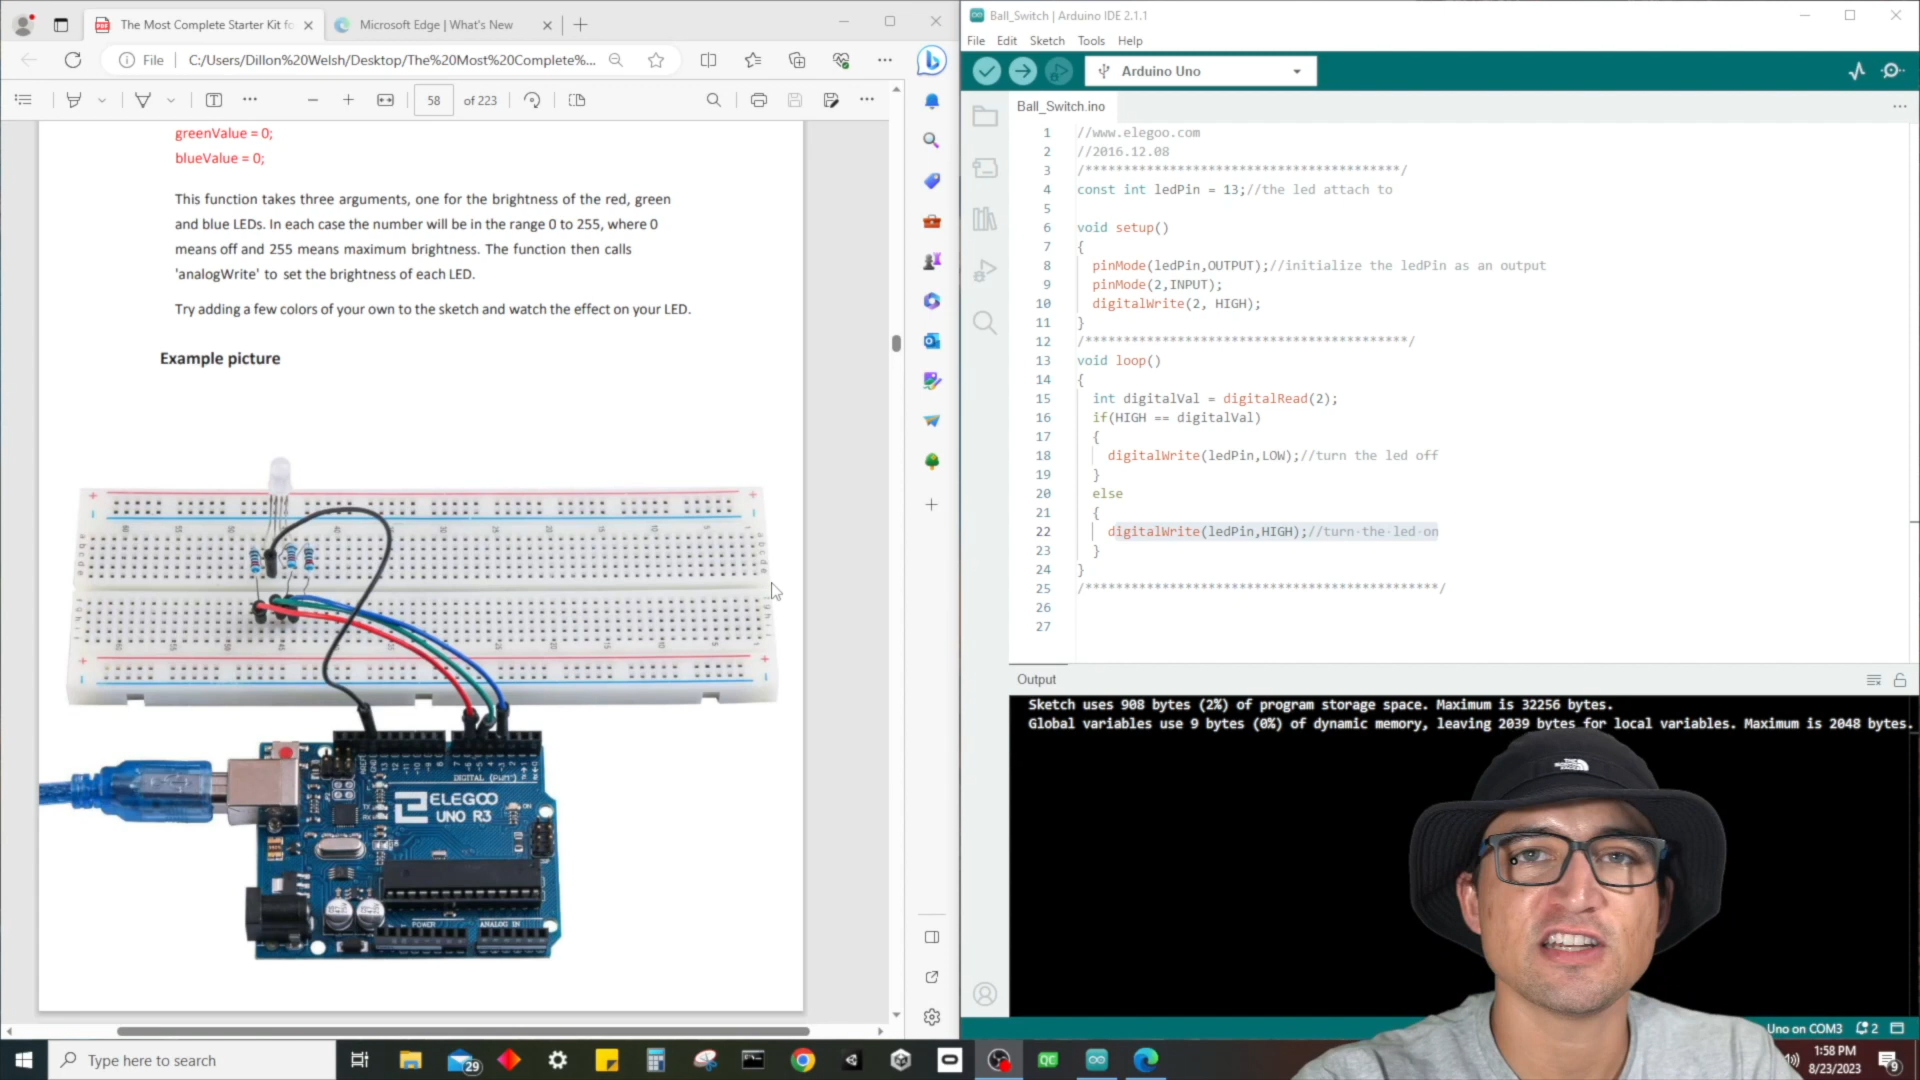 The Most Complete Starter Kit fo
Microsoft Edge | What's New
File
C:/Users/Dillon%20Welsh/Desktop/The%20Most%20Complete%...
58
of 223
greenValue = 0;
blueValue = 0;
This function takes three arguments, one for the brightness of the red, green
and blue LEDs. In each case the number will be in the range 0 to 255, where 0
means off and 255 means maximum brightness. The function then calls
'analogWrite' to set the brightness of each LED.
Try adding a few colors of your own to the sketch and watch the effect on your LED.
Example picture
DIGITAL (PWM~)
ELEGOO
UNO R3
ON
POWER
ANALOG IN
Type here to search
29
Ball_Switch | Arduino IDE 2.1.1
File Edit Sketch Tools Help
Arduino Uno
Ball_Switch.ino
1 //www.elegoo.com
2 //2016.12.08
3 /*****************************************/
4 const int ledPin = 13;//the led attach to
5
6 void setup()
7 {
8 pinMode(ledPin,OUTPUT);//initialize the ledPin as an output
9 pinMode(2,INPUT);
10 digitalWrite(2, HIGH);
11 }
12 /******************************************/
13 void loop()
14 {
15 int digitalVal = digitalRead(2);
16 if(HIGH == digitalVal)
17 {
18 digitalWrite(ledPin,LOW);//turn the led off
19 }
20 else
21 {
22 digitalWrite(ledPin,HIGH);//turn·the·led·on
23 }
24 }
25 /**********************************************/
26
27
Output
Sketch uses 908 bytes (2%) of program storage space. Maximum is 32256 bytes.
Global variables use 9 bytes (0%) of dynamic memory, leaving 2039 bytes for local variables. Maximum is 2048 bytes.
Uno on COM3
2
QC
1:58 PM
8/23/2023
9